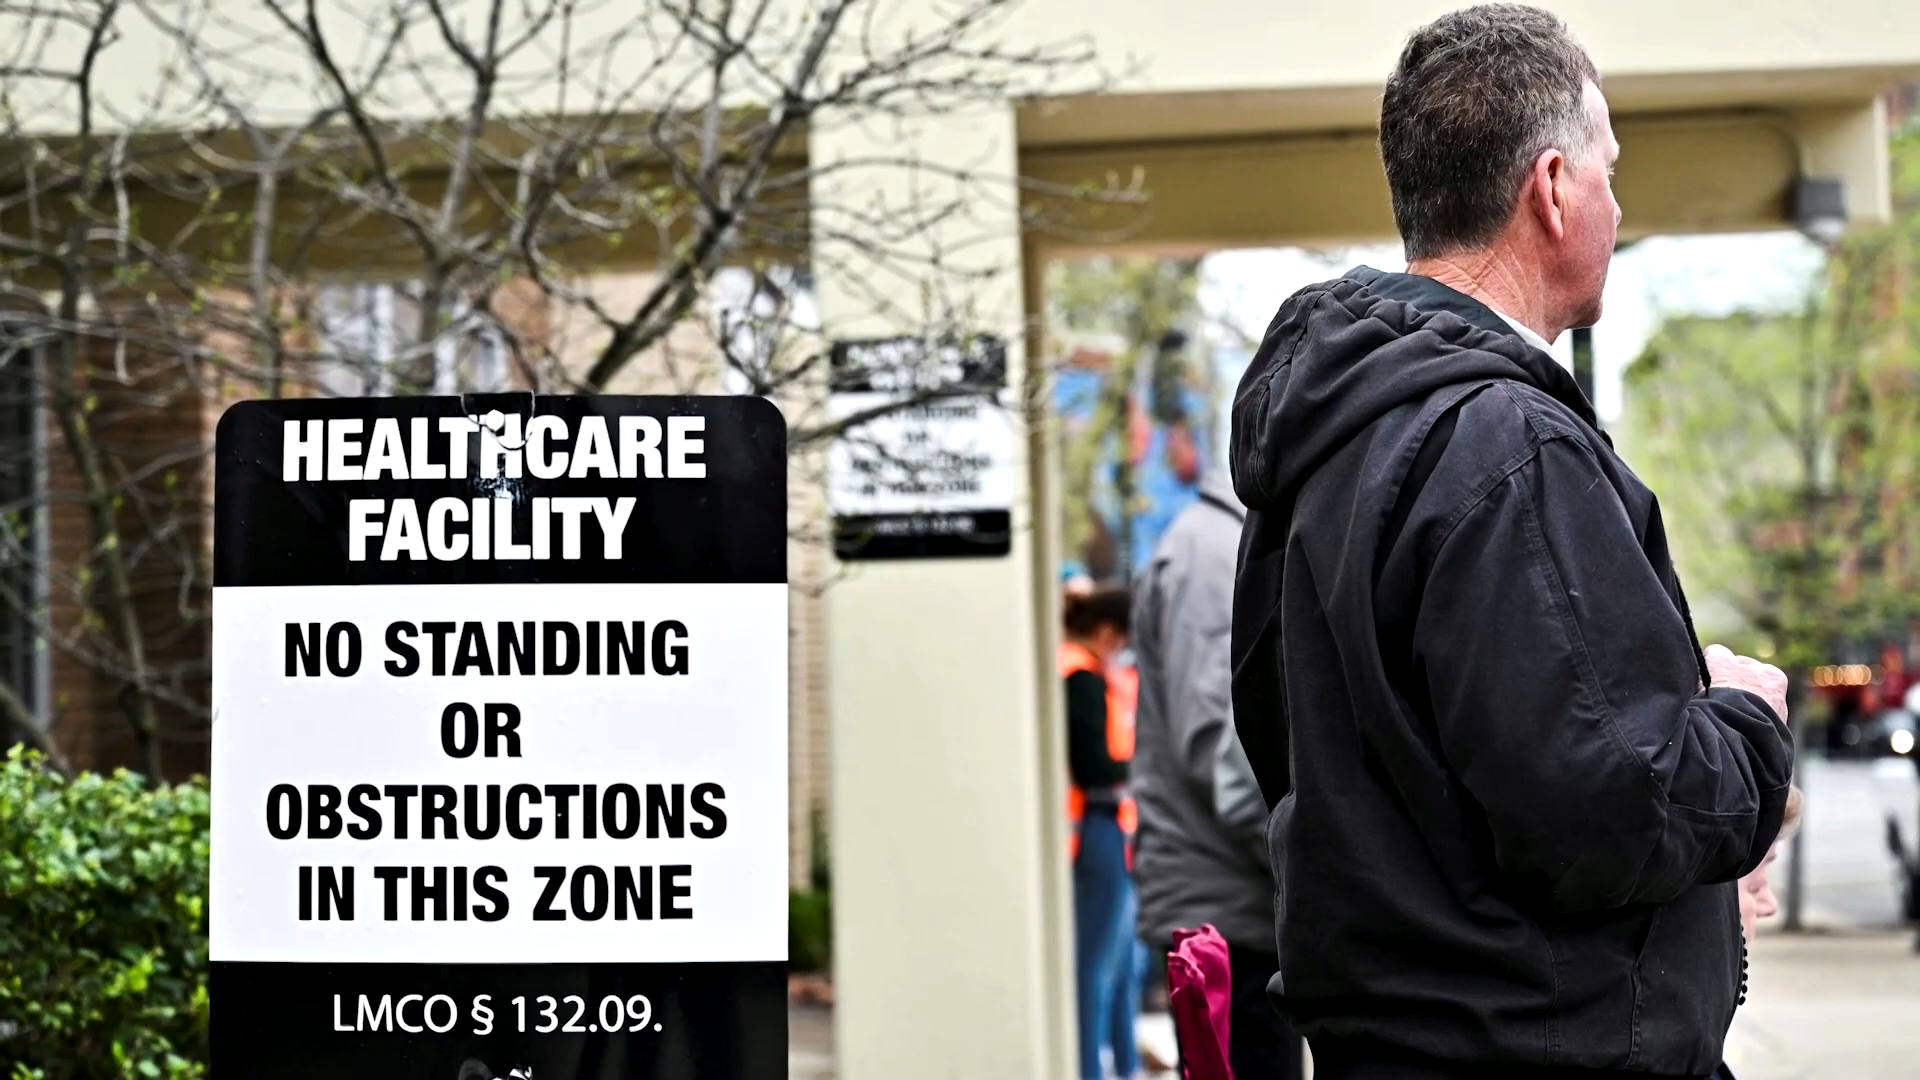 HEALTHCARE
FACILITY
NO STANDING
OR
OBSTRUCTIONS
IN THIS ZONE
LMCO § 132.09.